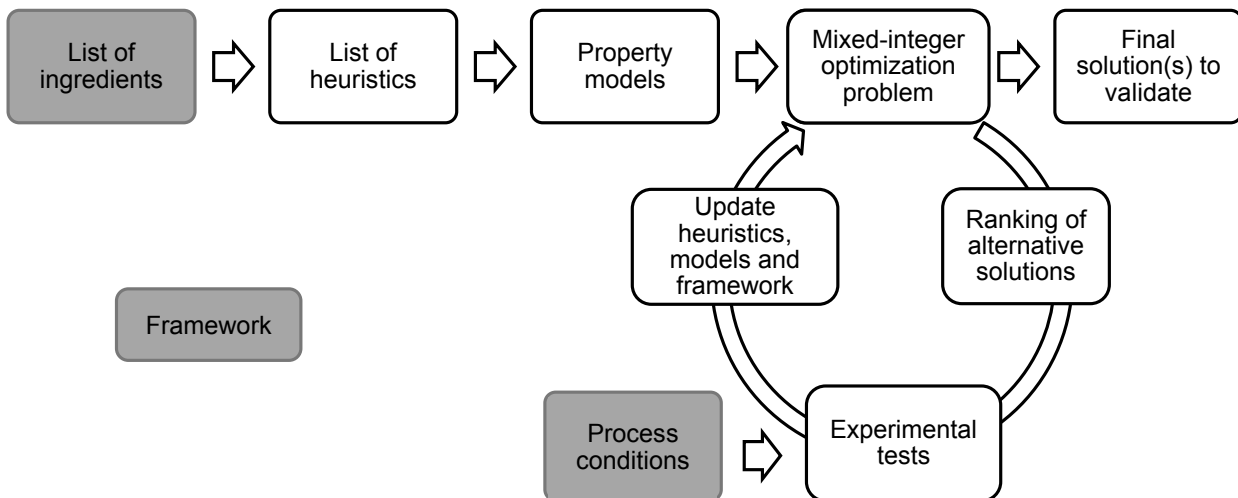 List of
ingredients
List of
heuristics
Property
models
Mixed-integer
optimization
problem
Final
solution(s) to
validate
Update
heuristics,
models and
framework
Ranking of
alternative
solutions
Framework
Process
conditions
Experimental
tests